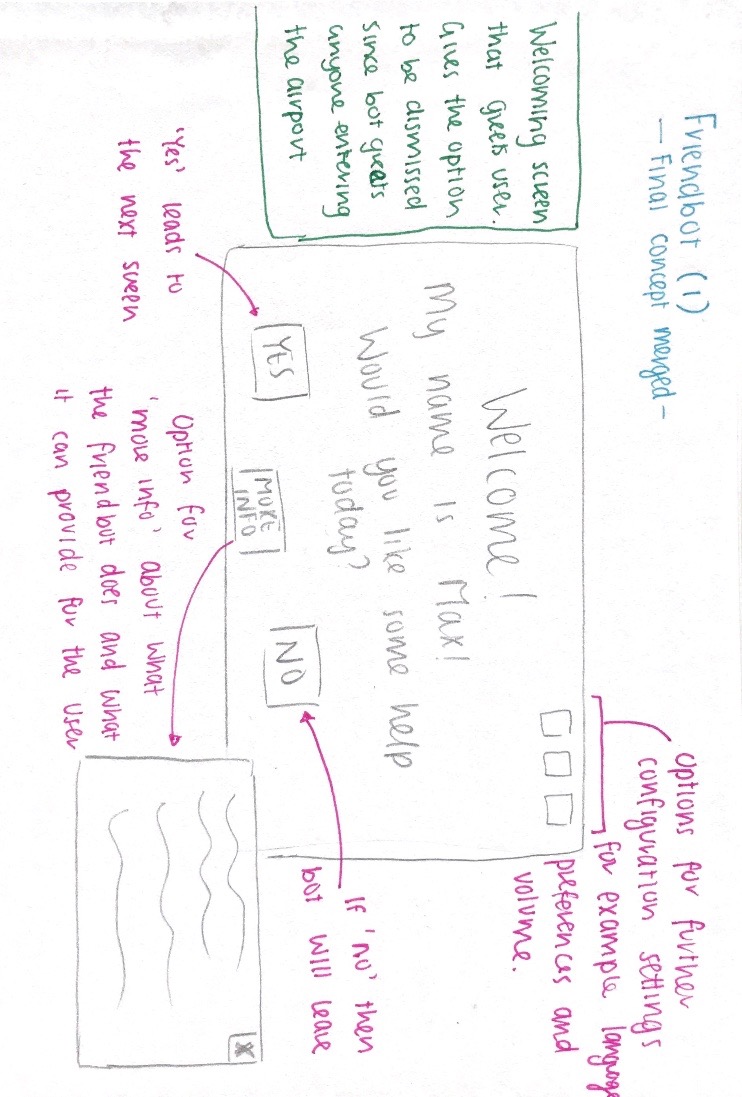 Friendbot (1)
- Final concept merged -
Welcoming screen
that greets user.
Gives the option
to be dismissed
since bot greets
anyone entering
the airport
Welcome!
My name is Max!
Would you like some help
today?
YES
MORE
INFO
NO
Options for further
configuration settings
for example language
preferences and
volume.
'Yes' leads to
the next screen
Option for
'more info' about what
the friendbot does and what
it can provide for the user
If 'no' then
bot will leave
X